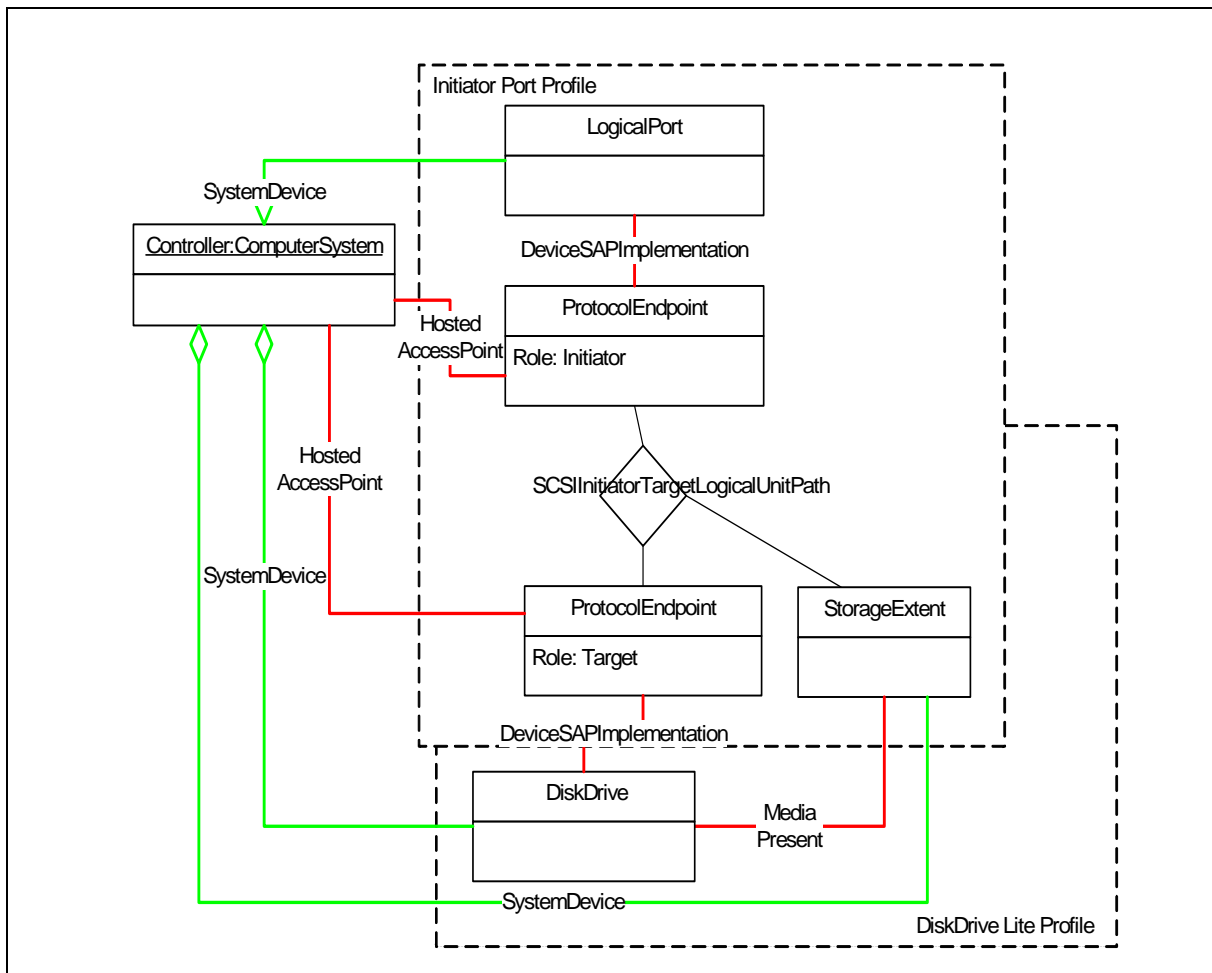 Initiator Port Profile
LogicalPort
SystemDevice
Controller:ComputerSystem
DeviceSAPImplementation
ProtocolEndpoint
Role: Initiator
Hosted
AccessPoint
Hosted
AccessPoint
SCSIInitiatorTargetLogicalUnitPath
SystemDevice
ProtocolEndpoint
Role: Target
StorageExtent
DeviceSAPImplementation
DiskDrive
Media
Present
SystemDevice
DiskDrive Lite Profile